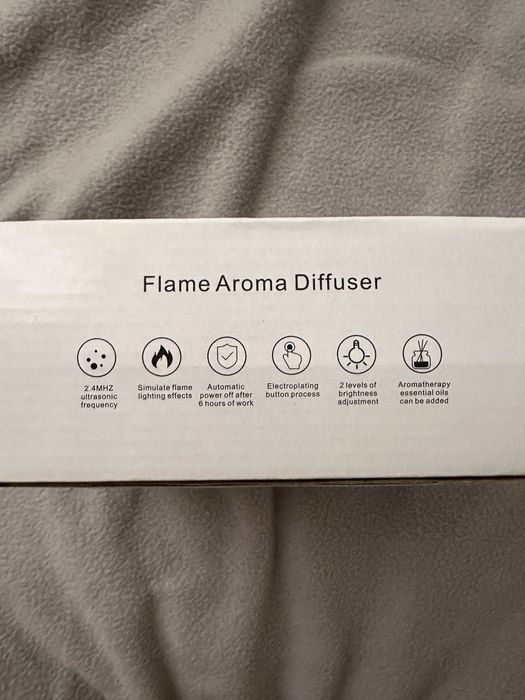 Flame Aroma Diffuser
2.4MHZ
ultrasonic
frequency
Simulate flame
lighting effects
Automatic
power off after
6 hours of work
Electroplating
button process
2 levels of
brightness
adjustment
Aromatherapy
essential oils
can be added